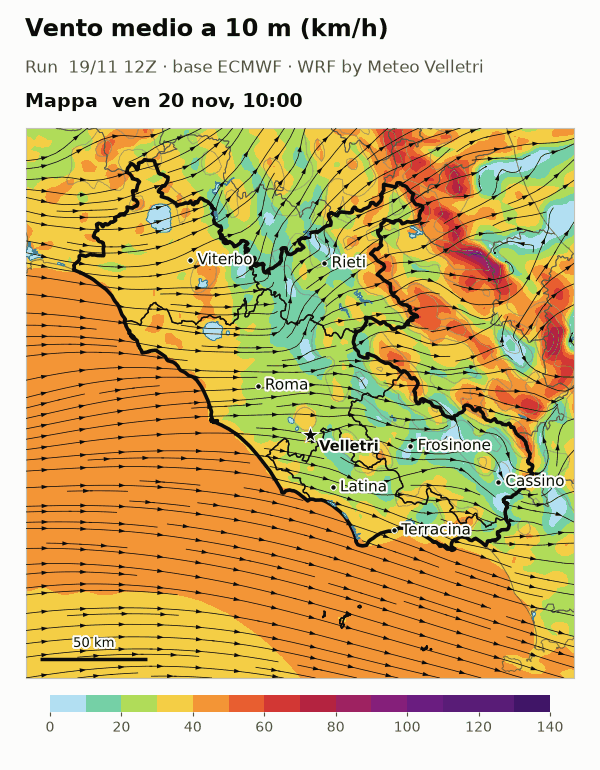 Vento medio a 10 m (km/h)
Run 19/11 12Z · base ECMWF · WRF by Meteo Velletri
Mappa ven 20 nov, 10:00
Viterbo
Rieti
Roma
Velletri
Frosinone
Latina
Cassino
Terracina
50 km
0 20 40 60 80 100 120 140